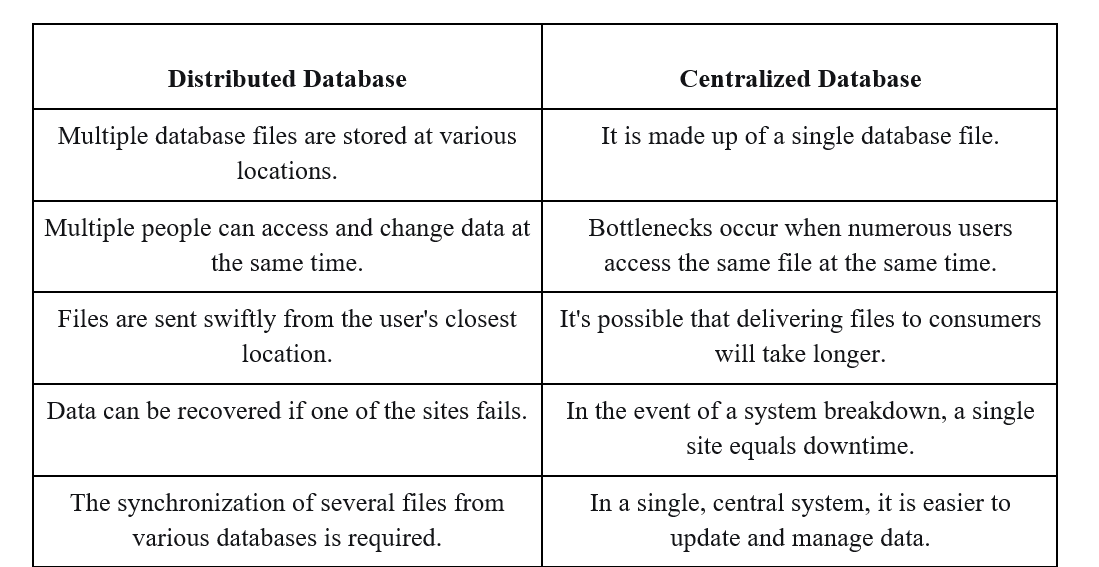 Distributed Database
Centralized Database
Multiple database files are stored at various
locations.
It is made up of a single database file.
Multiple people can access and change data at
the same time.
Bottlenecks occur when numerous users
access the same file at the same time.
Files are sent swiftly from the user's closest
location.
It's possible that delivering files to consumers
will take longer.
Data can be recovered if one of the sites fails.
In the event of a system breakdown, a single
site equals downtime.
The synchronization of several files from
various databases is required.
In a single, central system, it is easier to
update and manage data.